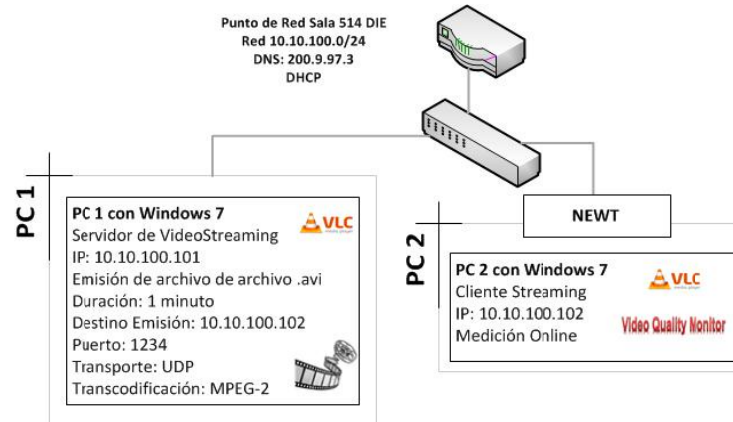 Punto de Red Sala 514 DIE
Red 10.10.100.0/24
DNS: 200.9.97.3
DHCP
PC 1
PC 1 con Windows 7
VLC
media player
Servidor de VideoStreaming
IP: 10.10.100.101
Emisión de archivo de archivo .avi
Duración: 1 minuto
Destino Emisión: 10.10.100.102
Puerto: 1234
Transporte: UDP
Transcodificación: MPEG-2
NEWT
PC 2
PC 2 con Windows 7
VLC
media player
Cliente Streaming
IP: 10.10.100.102
Medición Online
Video Quality Monitor